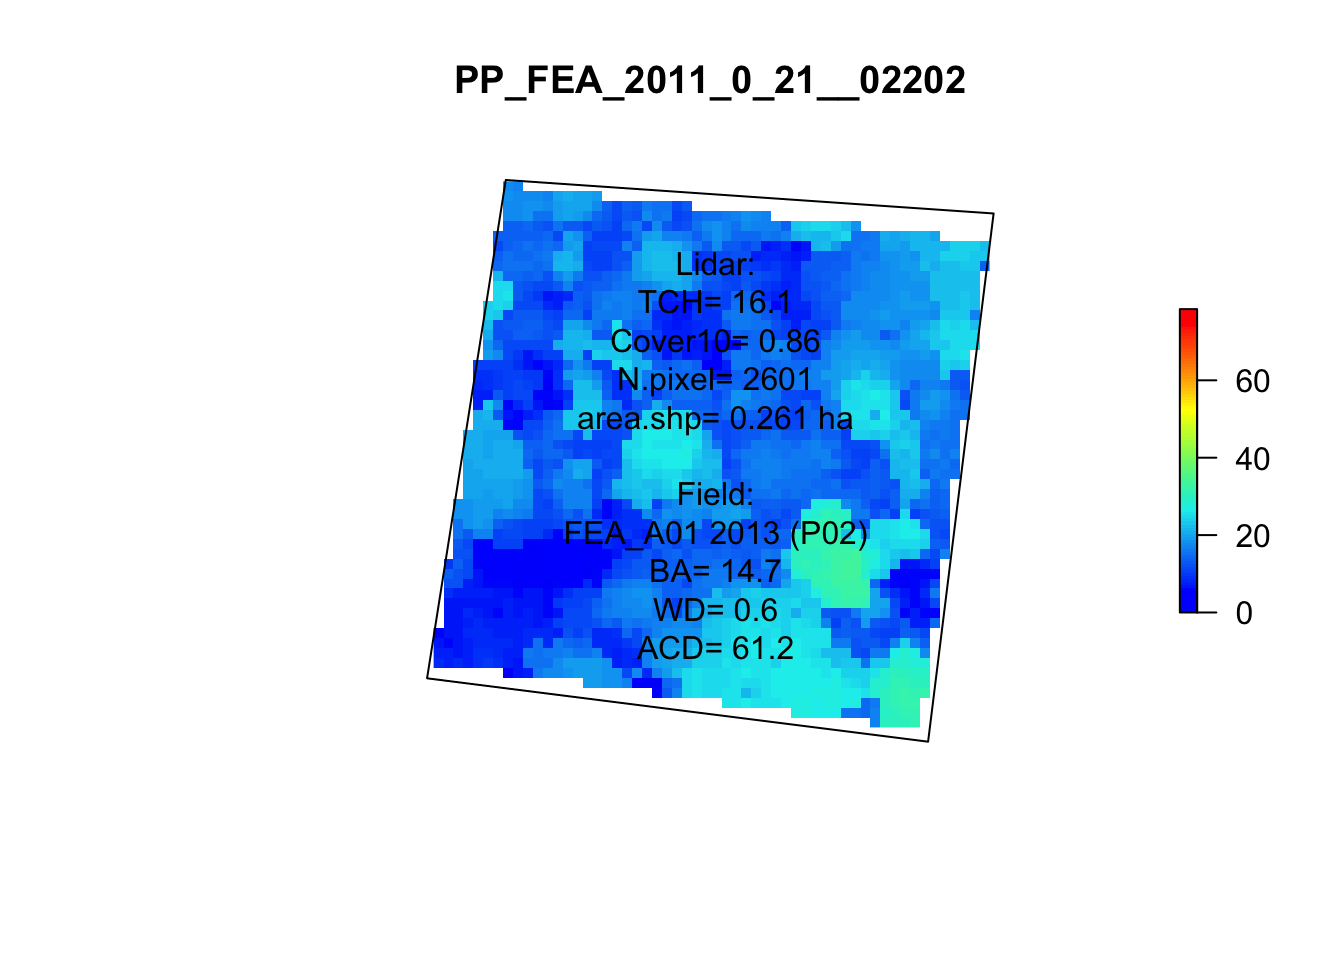 PP_FEA_2011_0_21__02202
Lidar:
TCH= 16.1
Cover10= 0.86
N.pixel= 2601
area.shp= 0.261 ha
Field:
FEA_A01 2013 (P02)
BA= 14.7
WD= 0.6
ACD= 61.2
60
40
20
0